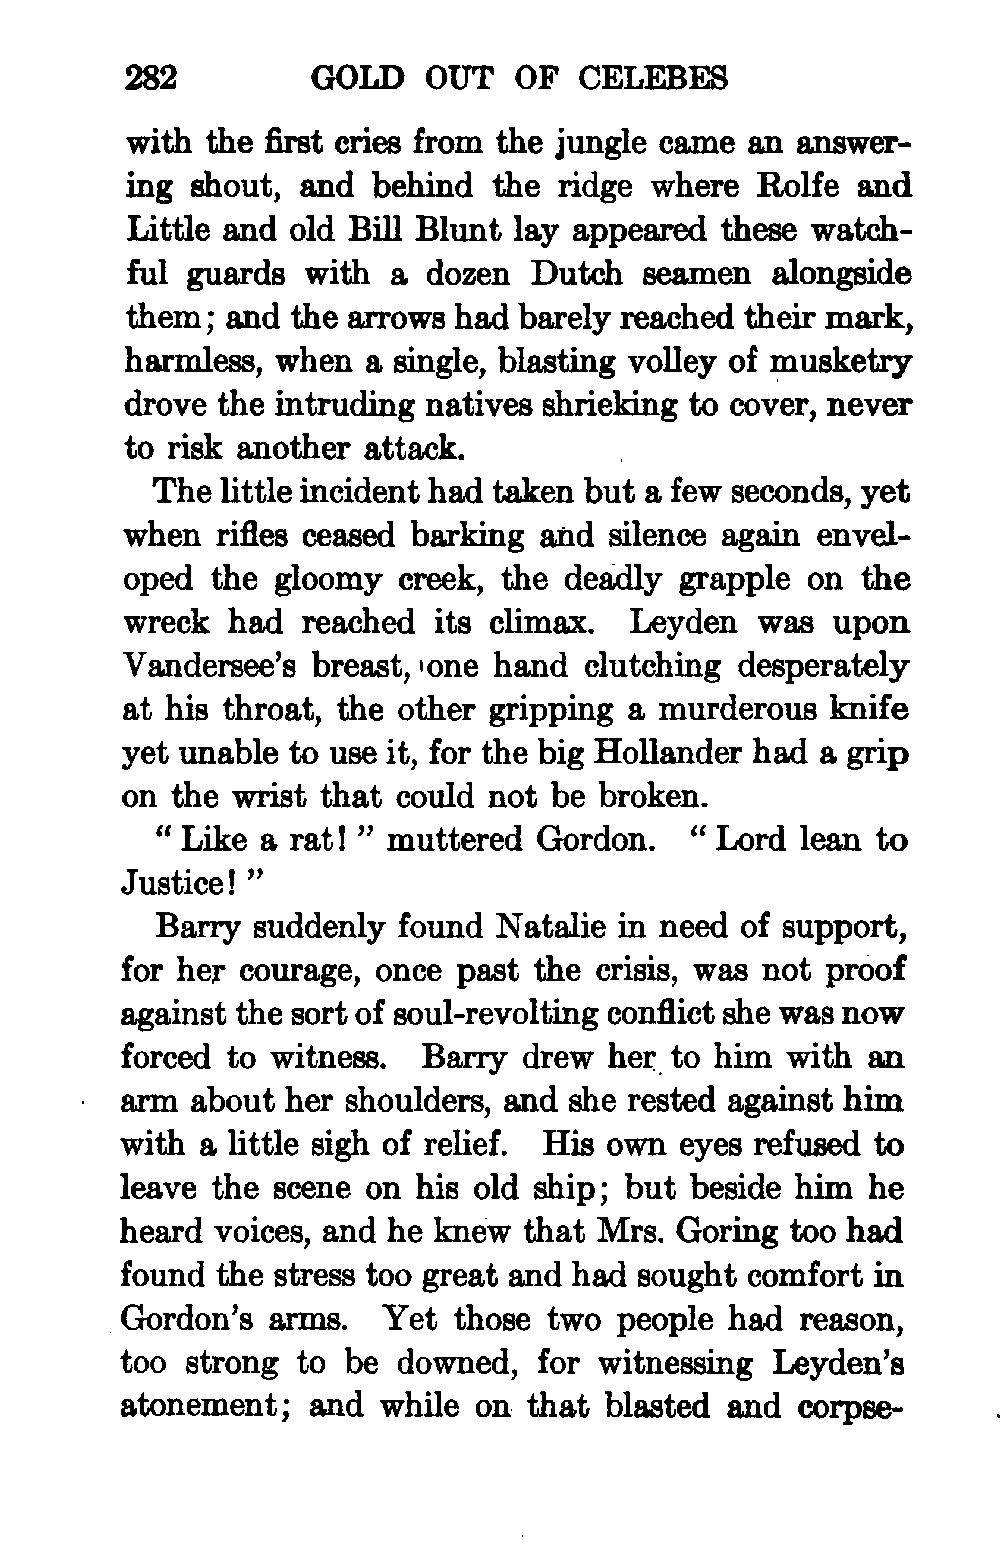 282 GOLD OUT OF CELEBES
with the first cries from the jungle came an answer-
ing shout, and behind the ridge where Rolfe and
Little and old Bill Blunt lay appeared these watch-
ful guards with a dozen Dutch seamen alongside
them; and the arrows had barely reached their mark,
harmless, when a single, blasting volley of musketry
drove the intruding natives shrieking to cover, never
to risk another attack.
The little incident had taken but a few seconds, yet
when rifles ceased barking and silence again envel-
oped the gloomy creek, the deadly grapple on the
wreck had reached its climax. Leyden was upon
Vandersee's breast, one hand clutching desperately
at his throat, the other gripping a murderous knife
yet unable to use it, for the big Hollander had a grip
on the wrist that could not be broken.
" Like a rat! " muttered Gordon. " Lord lean to
Justice! "
Barry suddenly found Natalie in need of support,
for her courage, once past the crisis, was not proof
against the sort of soul-revolting conflict she was now
forced to witness. Barry drew her to him with an
arm about her shoulders, and she rested against him
with a little sigh of relief. His own eyes refused to
leave the scene on his old ship; but beside him he
heard voices, and he knew that Mrs. Goring too had
found the stress too great and had sought comfort in
Gordon's arms. Yet those two people had reason,
too strong to be downed, for witnessing Leyden's
atonement; and while on that blasted and corpse-